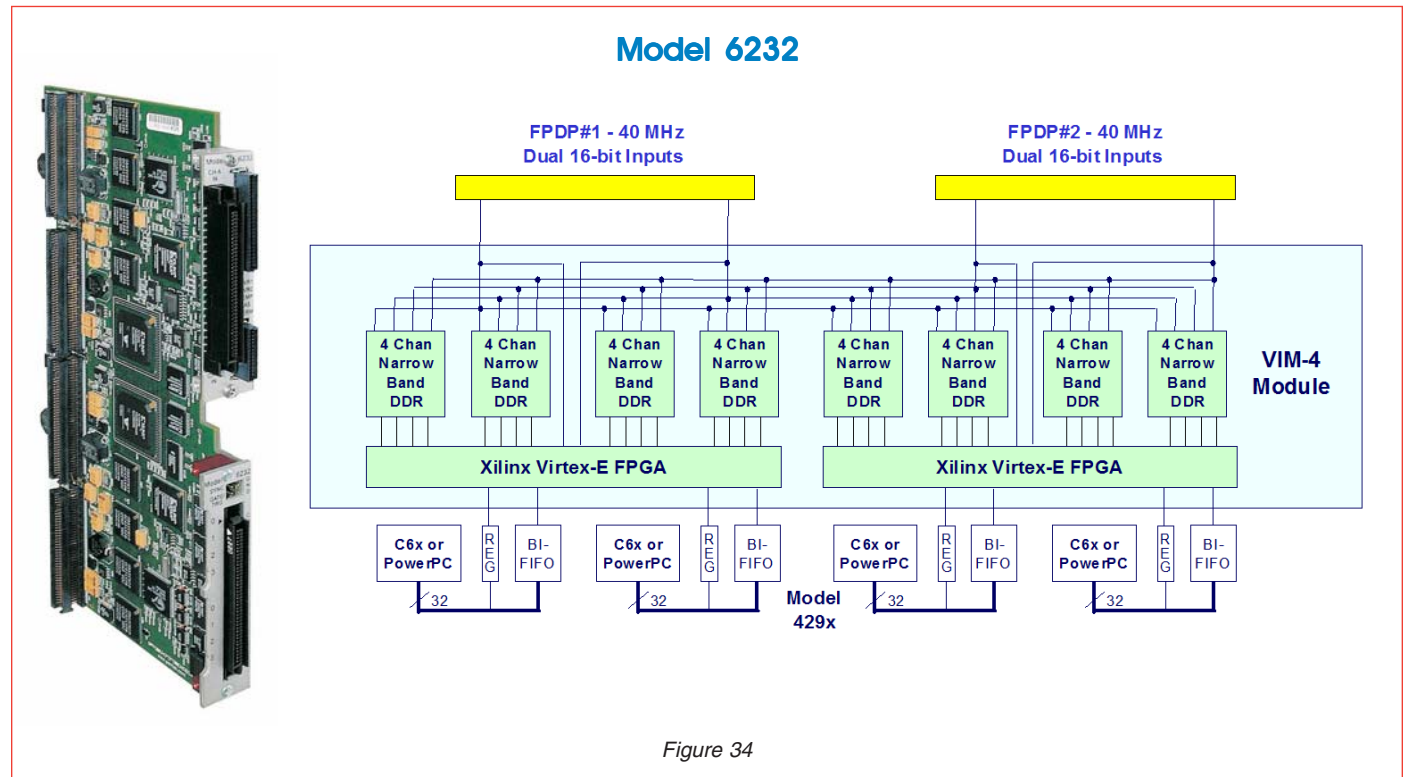 Model 6232
FPDP#1 - 40 MHz
Dual 16-bit Inputs
FPDP#2 - 40 MHz
Dual 16-bit Inputs
4 Chan
Narrow
Band
DDR
4 Chan
Narrow
Band
DDR
4 Chan
Narrow
Band
DDR
4 Chan
Narrow
Band
DDR
4 Chan
Narrow
Band
DDR
4 Chan
Narrow
Band
DDR
4 Chan
Narrow
Band
DDR
4 Chan
Narrow
Band
DDR
VIM-4
Module
Xilinx Virtex-E FPGA
Xilinx Virtex-E FPGA
C6x or
PowerPC
REG
BI-
FIFO
C6x or
PowerPC
REG
BI-
FIFO
C6x or
PowerPC
REG
BI-
FIFO
C6x or
PowerPC
REG
BI-
FIFO
32
32
32
32
Model
429x
Figure 34